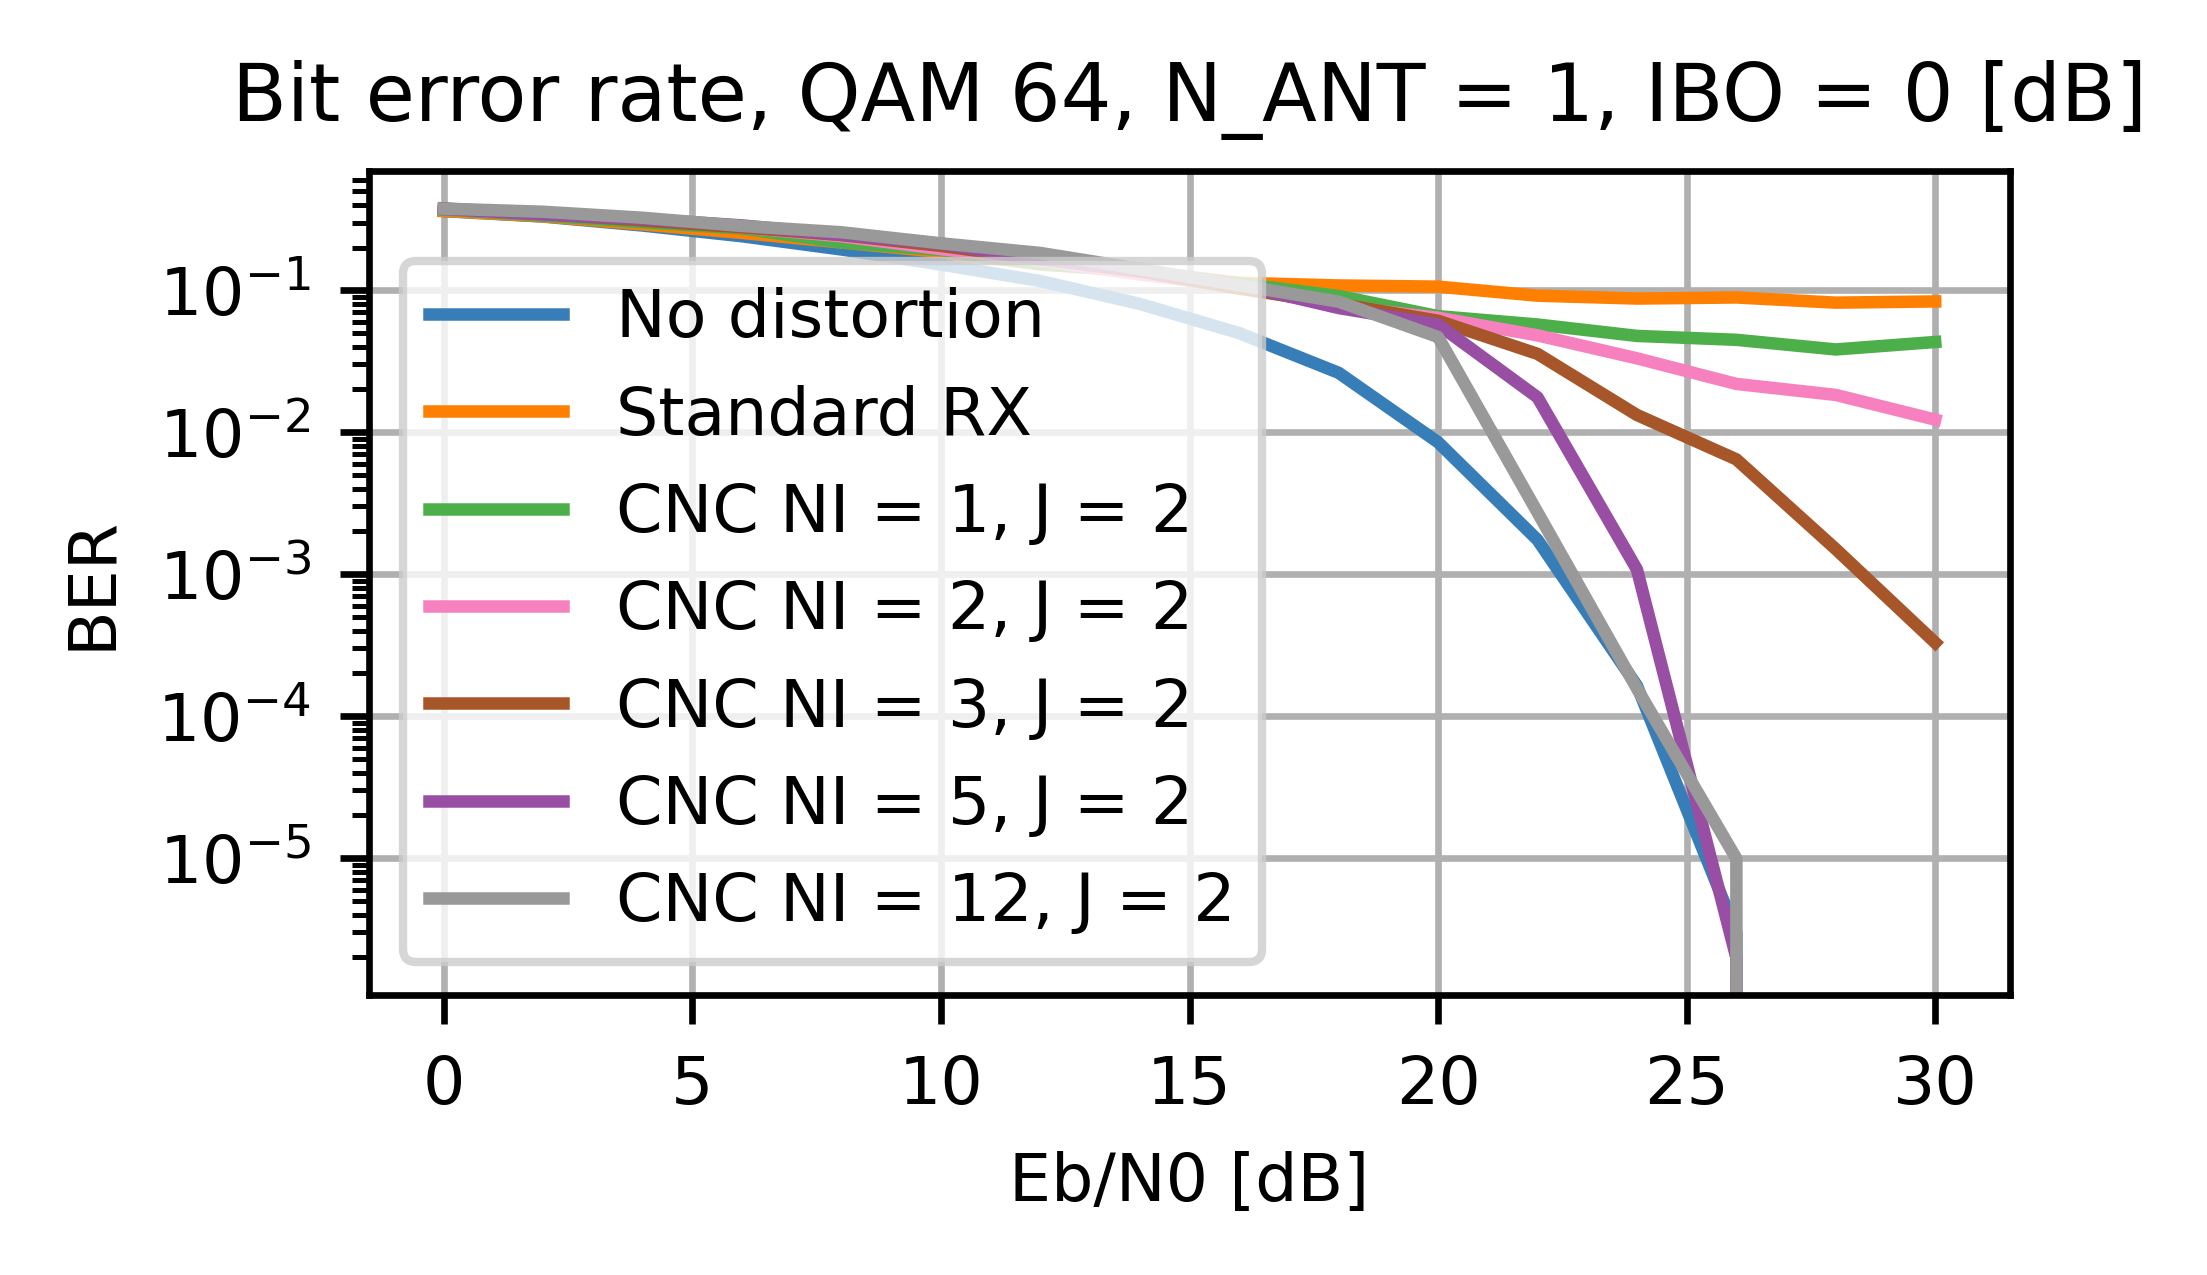 Bit error rate, QAM 64, N_ANT = 1, IBO = 0 [dB]
BER
10⁻¹
10⁻²
10⁻³
10⁻⁴
10⁻⁵
No distortion
Standard RX
CNC NI = 1, J = 2
CNC NI = 2, J = 2
CNC NI = 3, J = 2
CNC NI = 5, J = 2
CNC NI = 12, J = 2
0 5 10 15 20 25 30
Eb/N0 [dB]